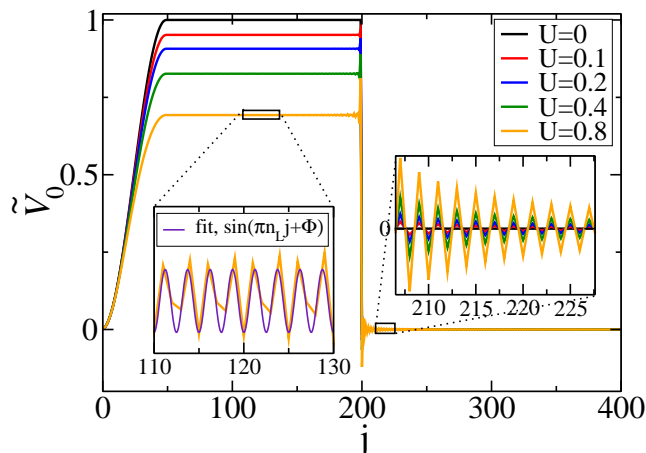 1
0.5
0
Ṽ₀
U=0
U=0.1
U=0.2
U=0.4
U=0.8
fit, sin(πn_L j+Φ)
110 120 130
0
210 215 220 225
0 100 200 300 400
j